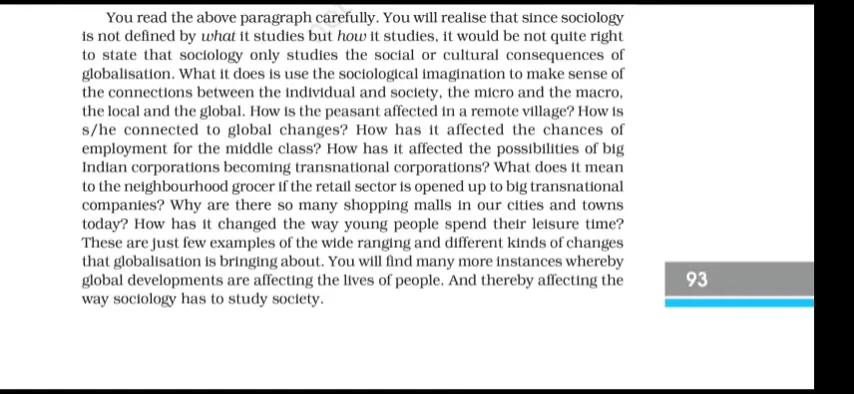 You read the above paragraph carefully. You will realise that since sociology
is not defined by what it studies but how it studies, it would be not quite right
to state that sociology only studies the social or cultural consequences of
globalisation. What it does is use the sociological imagination to make sense of
the connections between the individual and society, the micro and the macro,
the local and the global. How is the peasant affected in a remote village? How is
s/he connected to global changes? How has it affected the chances of
employment for the middle class? How has it affected the possibilities of big
Indian corporations becoming transnational corporations? What does it mean
to the neighbourhood grocer if the retail sector is opened up to big transnational
companies? Why are there so many shopping malls in our cities and towns
today? How has it changed the way young people spend their leisure time?
These are just few examples of the wide ranging and different kinds of changes
that globalisation is bringing about. You will find many more instances whereby
global developments are affecting the lives of people. And thereby affecting the
way sociology has to study society.
93